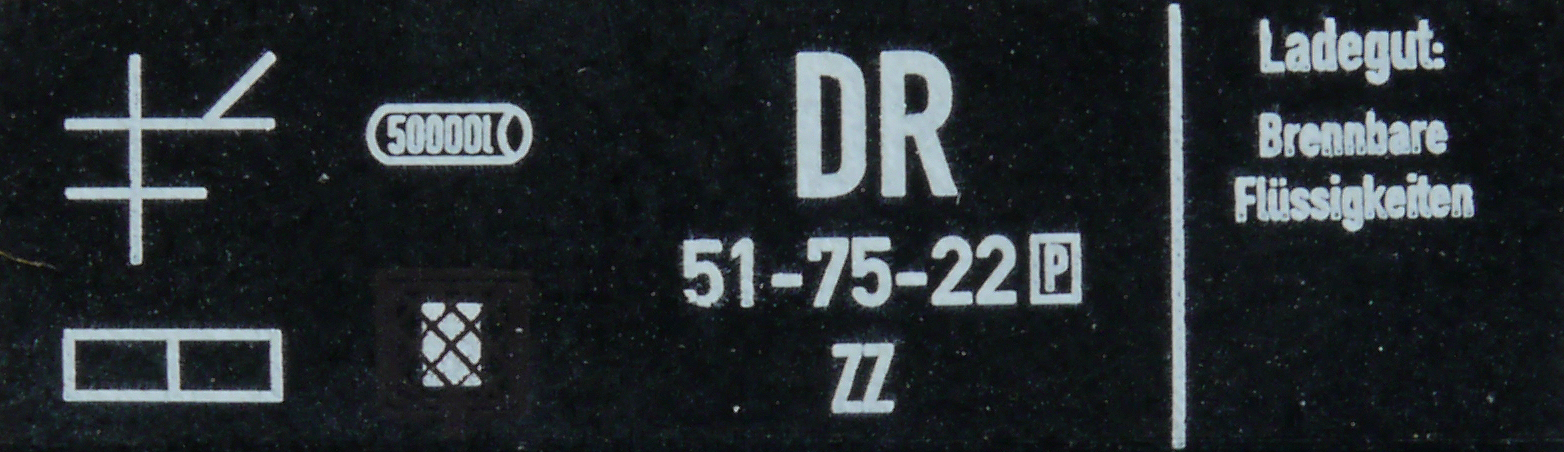 50000l
DR
51-75-22 P
ZZ
Ladegut:
Brennbare
Flüssigkeiten